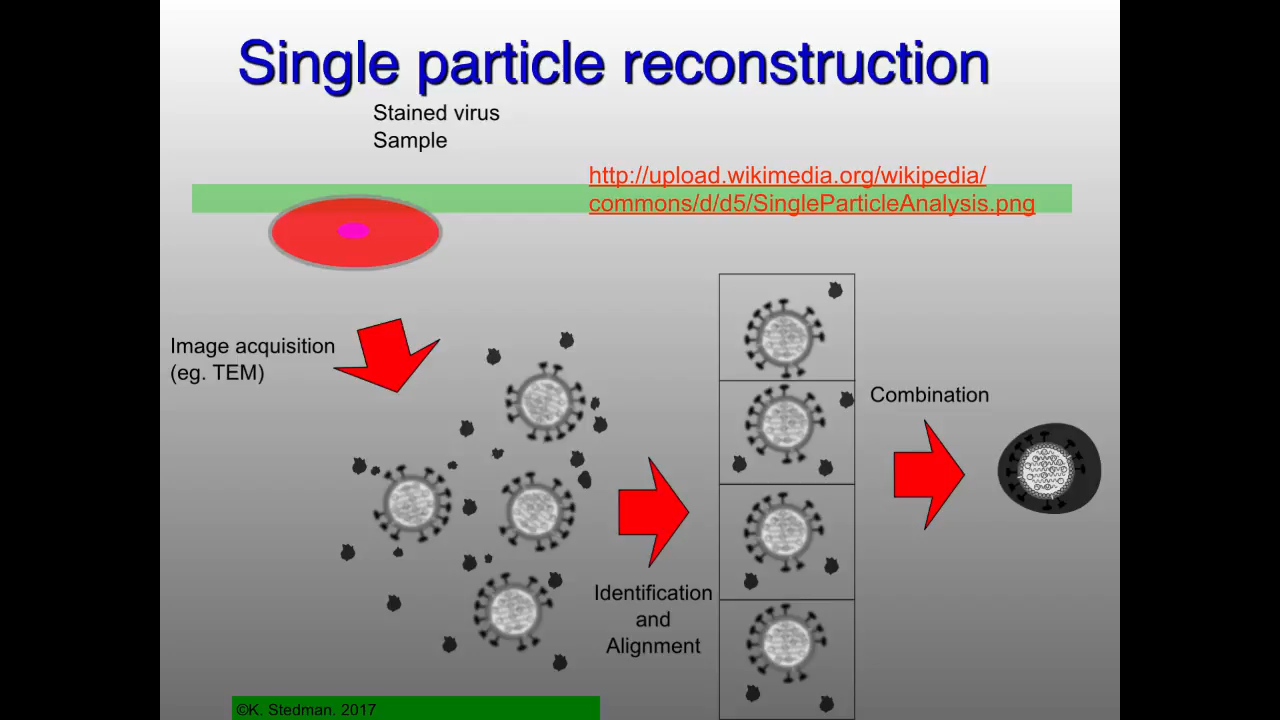 Single particle reconstruction
Stained virus
Sample
http://upload.wikimedia.org/wikipedia/
commons/d/d5/SingleParticleAnalysis.png
Image acquisition
(eg. TEM)
Combination
Identification
and
Alignment
©K. Stedman. 2017